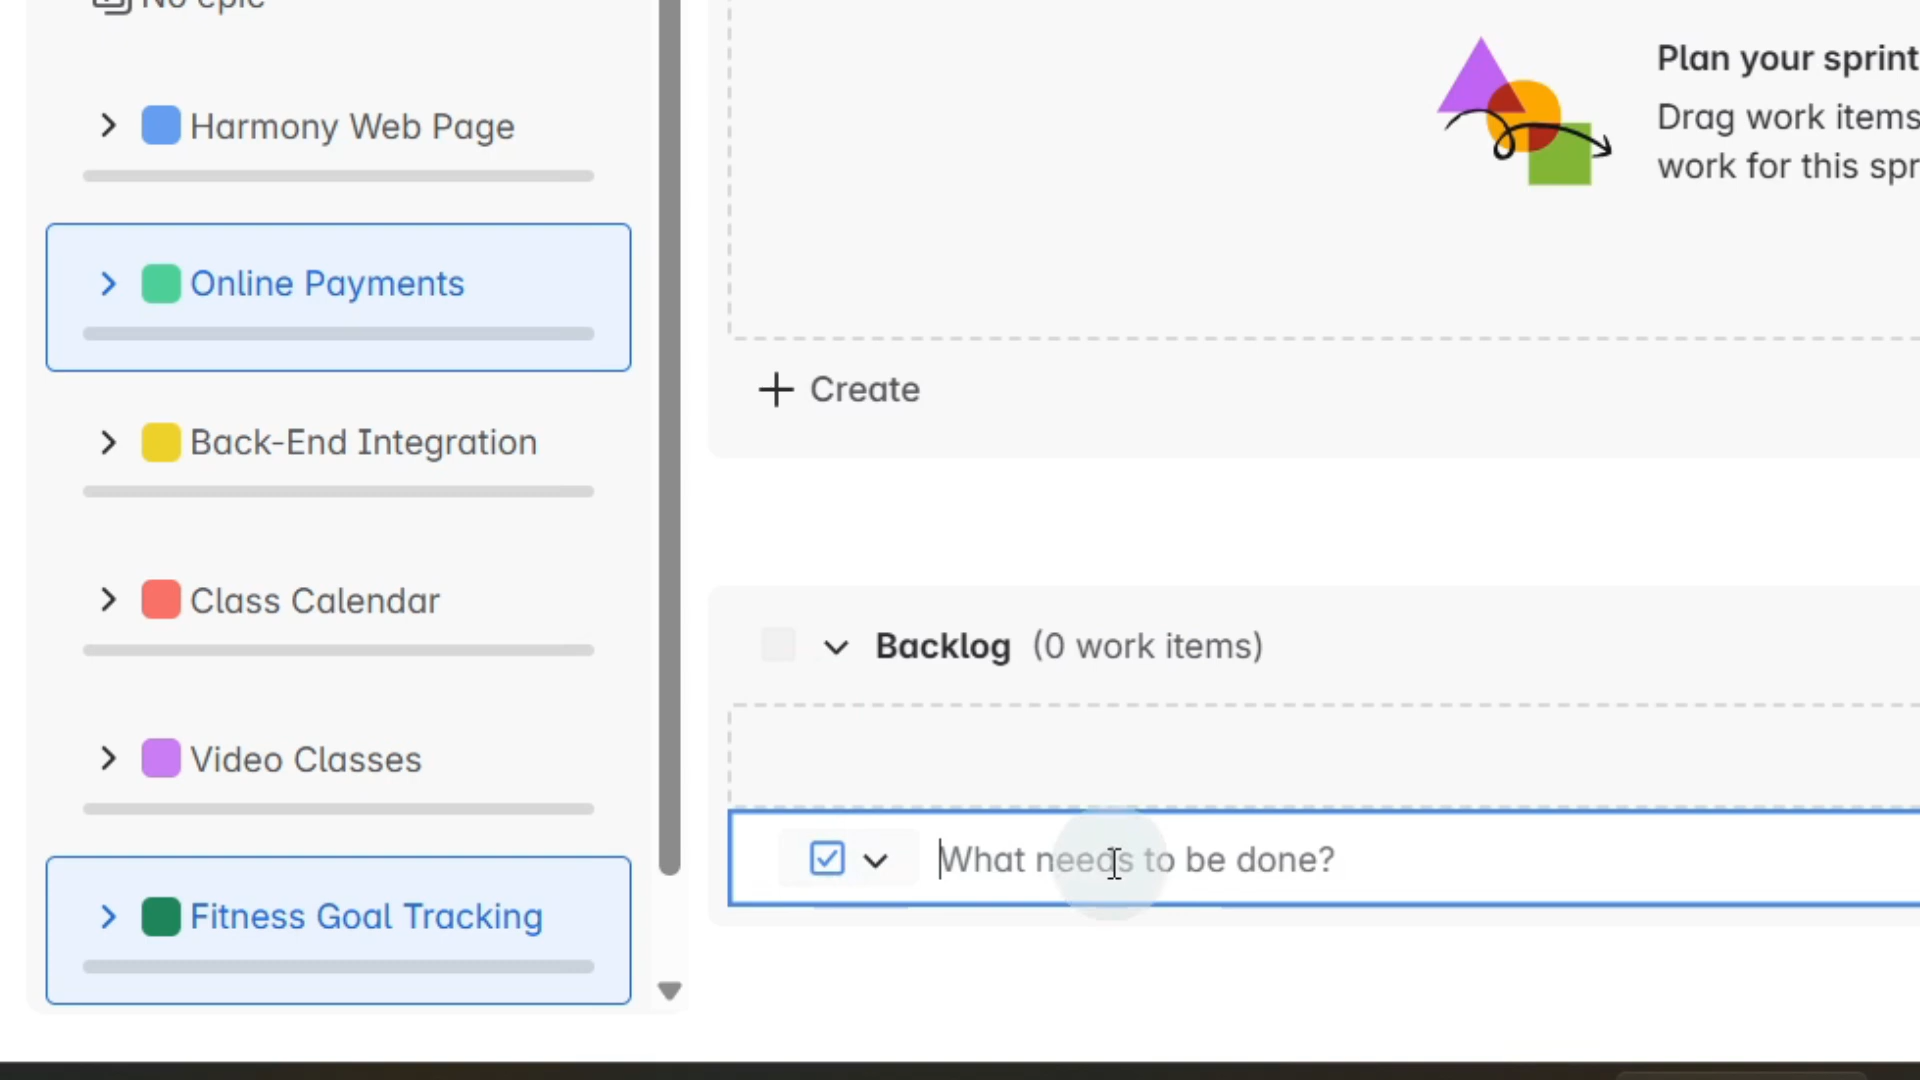 No epic
Harmony Web Page
Online Payments
Back-End Integration
Class Calendar
Video Classes
Fitness Goal Tracking
Plan your sprint
Drag work items
work for this spr
Create
Backlog (0 work items)
What needs to be done?